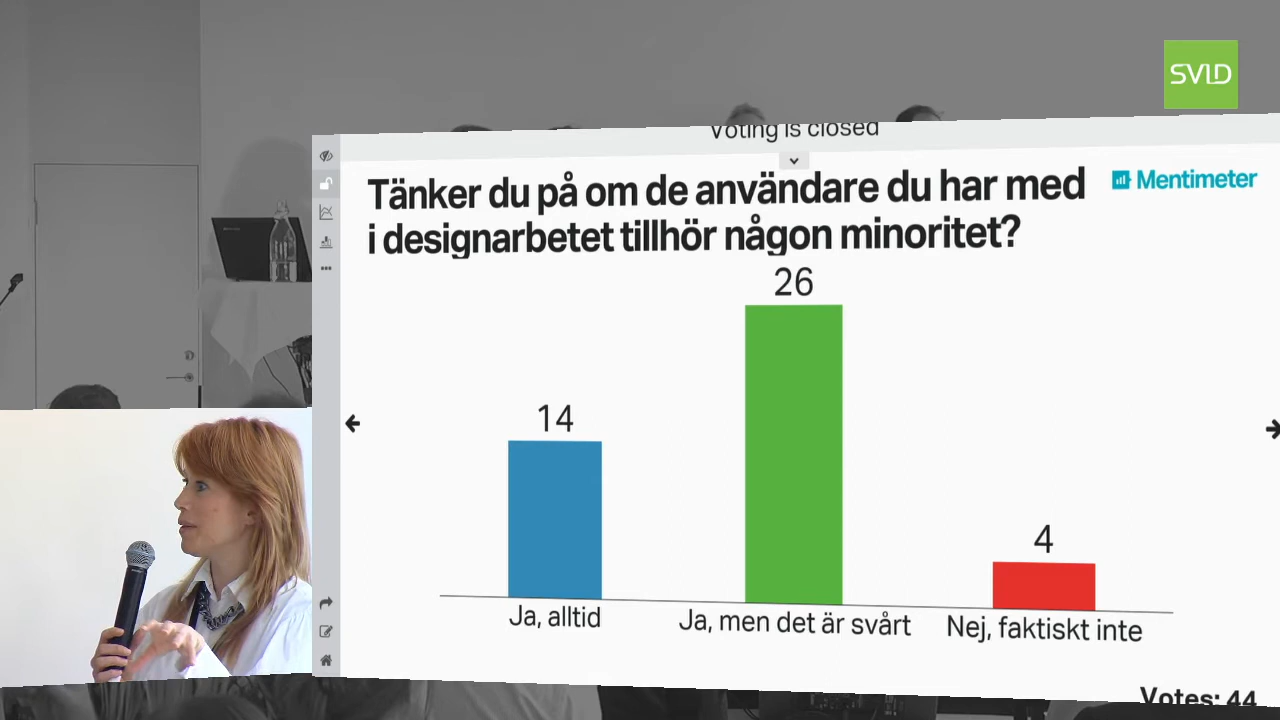 SVID
Voting is closed
Tänker du på om de användare du har med
i designarbetet tillhör någon minoritet?
Mentimeter
26
14
4
Ja, alltid
Ja, men det är svårt
Nej, faktiskt inte
Votes: 44